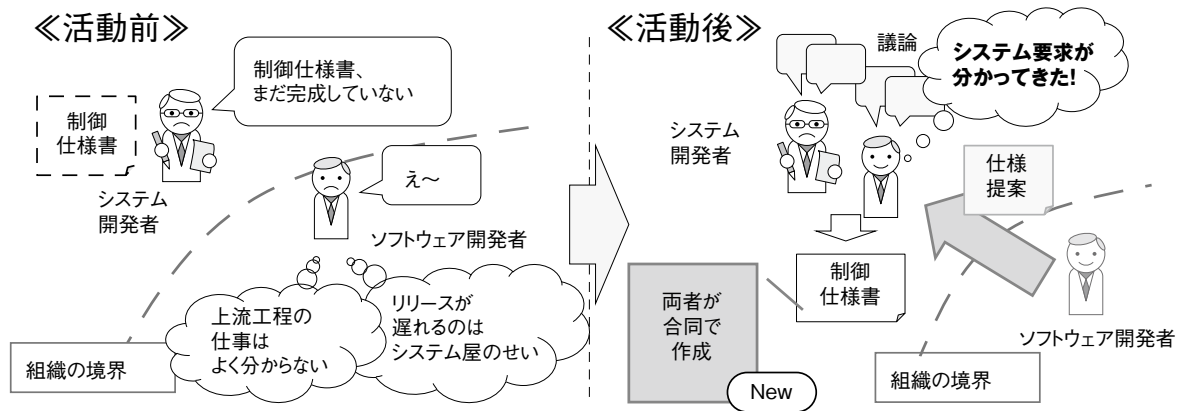 ≪活動前≫
制御仕様書、
まだ完成していない
制御
仕様書
システム
開発者
え～
ソフトウェア開発者
上流工程の
仕事は
よく分からない
リリースが
遅れるのは
システム屋のせい
組織の境界
≪活動後≫
議論
システム要求が
分かってきた!
システム
開発者
仕様
提案
制御
仕様書
両者が
合同で
作成
New
ソフトウェア開発者
組織の境界